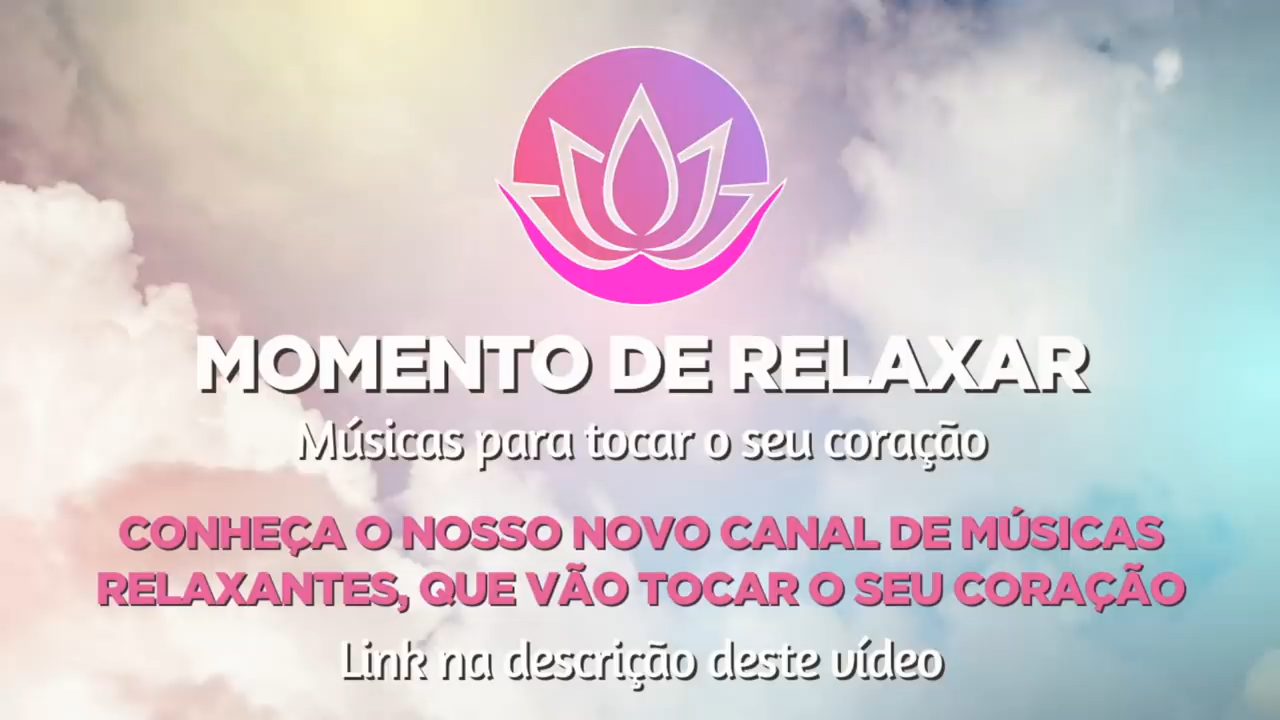 MOMENTO DE RELAXAR
Músicas para tocar o seu coração
CONHEÇA O NOSSO NOVO CANAL DE MÚSICAS
RELAXANTES, QUE VÃO TOCAR O SEU CORAÇÃO
Link na descrição deste vídeo